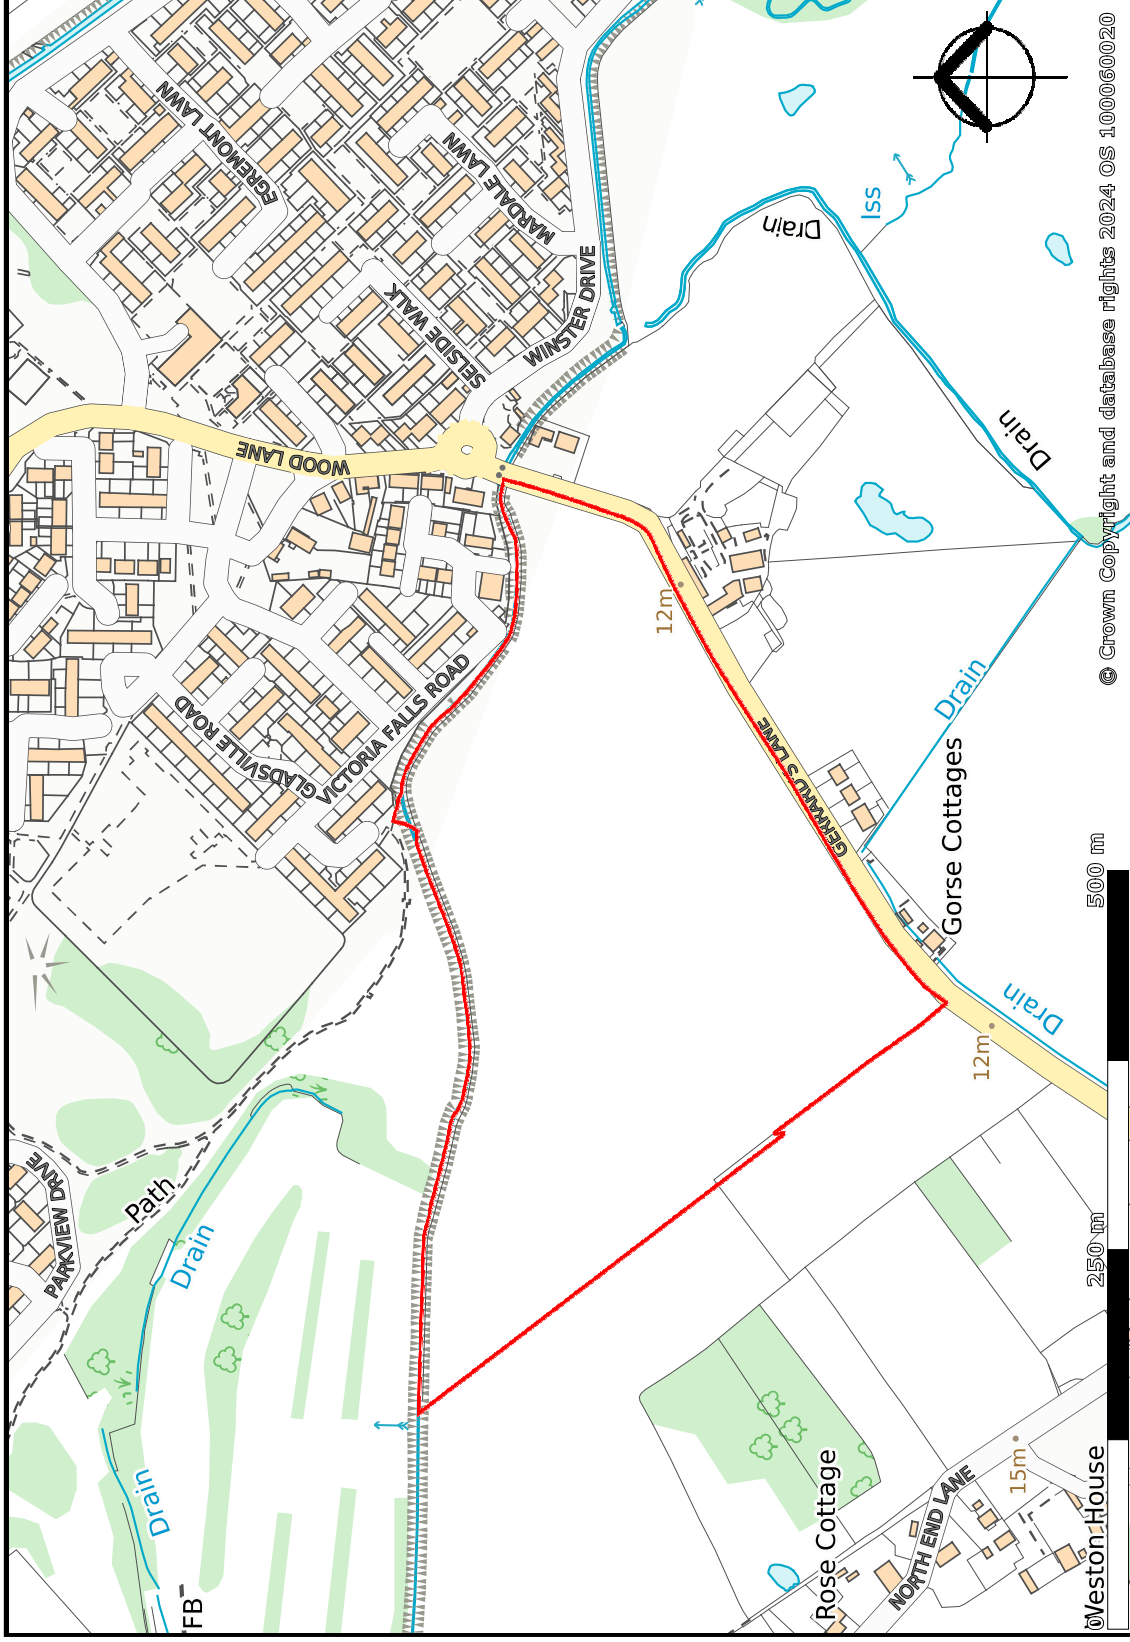 EGREMONT LAWN
MARDALE LAWN
Drain
Iss
WINSTER DRIVE
SELSIDE WALK
WOOD LANE
Drain
12m
GLADSVILLE ROAD
VICTORIA FALLS ROAD
Drain
GERRARD'S LANE
Gorse Cottages
Drain
12m
PARKVIEW DRIVE
Path
Drain
Drain
FB
Rose Cottage
NORTH END LANE
15m
Weston House
0
250 m
500 m
© Crown Copyright and database rights 2024 OS 100060020